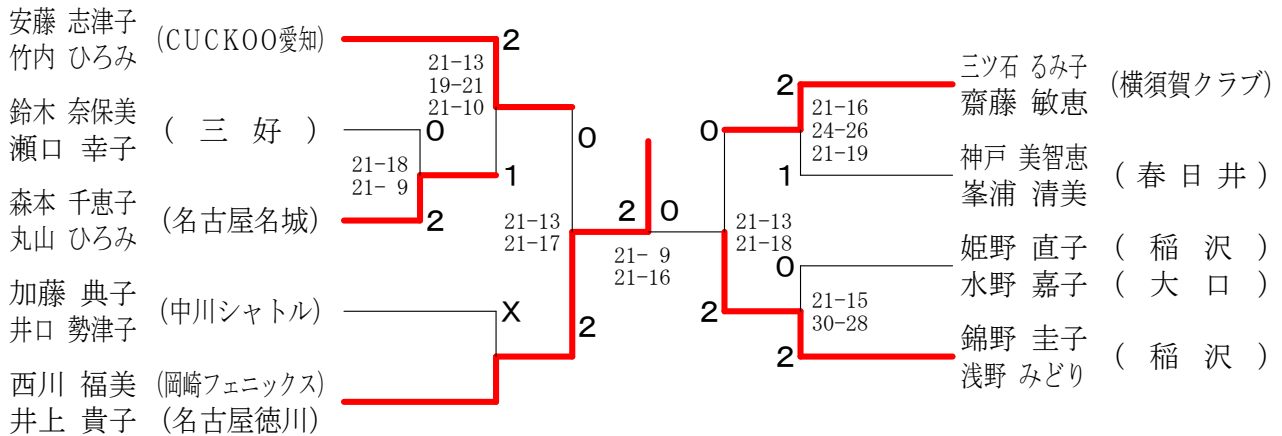 安藤 志津子
竹内 ひろみ
(CUCKOO愛知)
鈴木 奈保美
瀬口 幸子
( 三 好 )
森本 千恵子
丸山 ひろみ
(名古屋名城)
加藤 典子
井口 勢津子
(中川シャトル)
西川 福美
(岡崎フェニックス)
井上 貴子
(名古屋徳川)
2
21-13
19-21
21-10
0
21-18
21- 9
2
1
0
21-13
21-17
X
2
2
0
21- 9
21-16
0
21-13
21-18
2
2
21-16
24-26
21-19
1
0
21-15
30-28
2
三ツ石 るみ子
齋藤 敏恵
(横須賀クラブ)
神戸 美智恵
峯浦 清美
( 春 日 井 )
姫野 直子
( 稲 沢 )
水野 嘉子
( 大 口 )
錦野 圭子
浅野 みどり
( 稲 沢 )